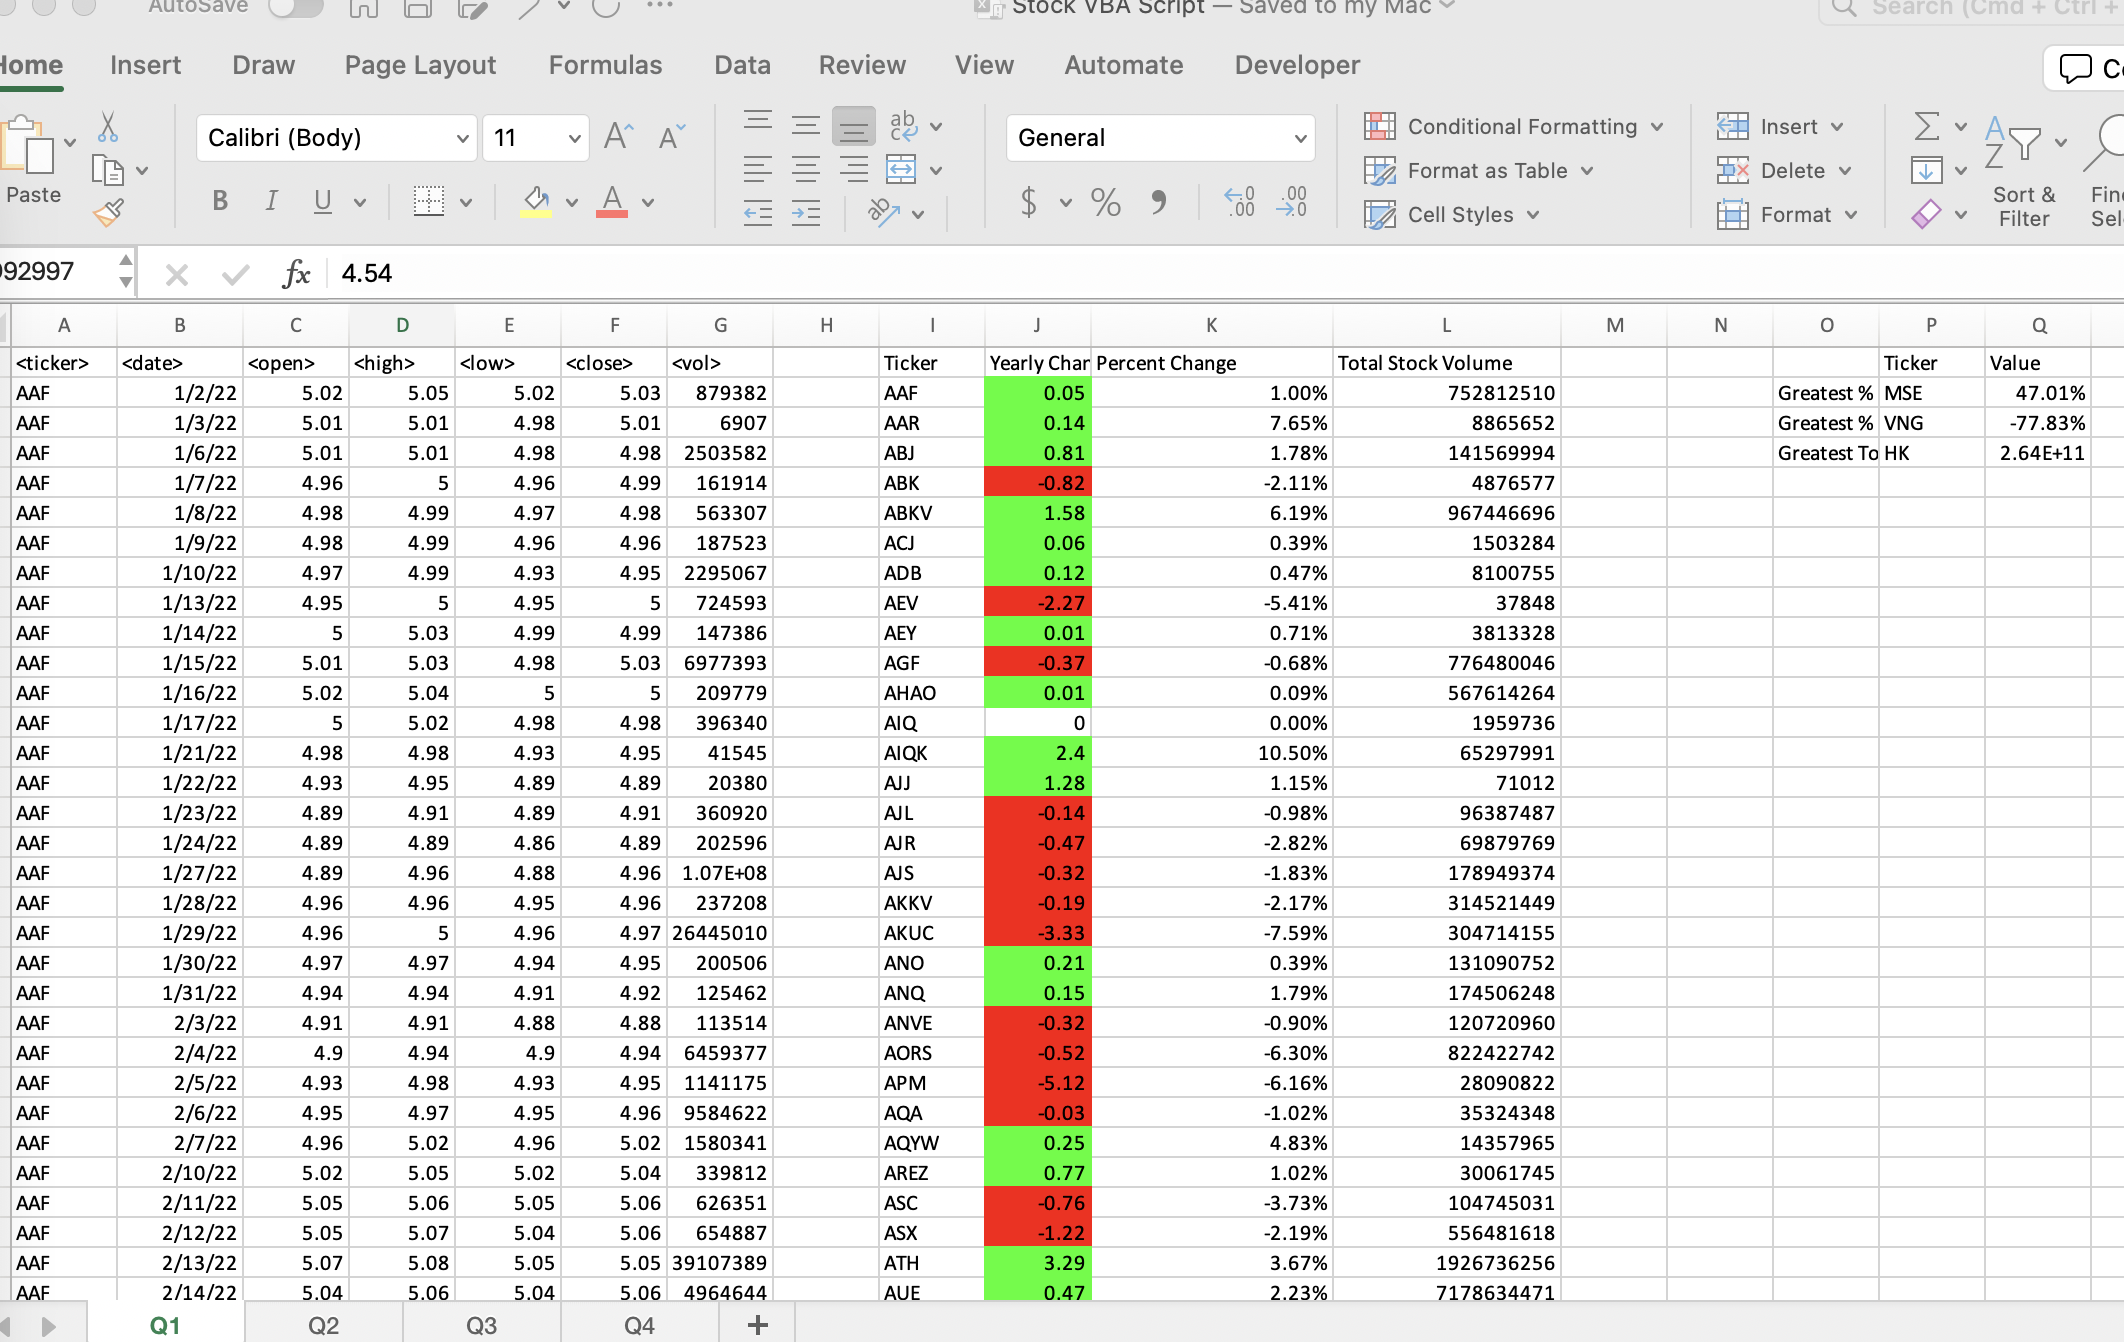 AutoSave Stock VBA Script — Saved to my Mac Search (Cmd + Ctrl +
Home Insert Draw Page Layout Formulas Data Review View Automate Developer
Calibri (Body) 11 General Conditional Formatting Insert
Format as Table Delete
Paste Cell Styles Format Sort & Filter
92997 fx 4.54
A B C D E F G H I J K L M N O P Q
<ticker> <date> <open> <high> <low> <close> <vol> Ticker Yearly Char Percent Change Total Stock Volume Ticker Value
AAF 1/2/22 5.02 5.05 5.02 5.03 879382 AAF 0.05 1.00% 752812510 Greatest % MSE 47.01%
AAF 1/3/22 5.01 5.01 4.98 5.01 6907 AAR 0.14 7.65% 8865652 Greatest % VNG -77.83%
AAF 1/6/22 5.01 5.01 4.98 4.98 2503582 ABJ 0.81 1.78% 141569994 Greatest To HK 2.64E+11
AAF 1/7/22 4.96 5 4.96 4.99 161914 ABK -0.82 -2.11% 4876577
AAF 1/8/22 4.98 4.99 4.97 4.98 563307 ABKV 1.58 6.19% 967446696
AAF 1/9/22 4.98 4.99 4.96 4.96 187523 ACJ 0.06 0.39% 1503284
AAF 1/10/22 4.97 4.99 4.93 4.95 2295067 ADB 0.12 0.47% 8100755
AAF 1/13/22 4.95 5 4.95 5 724593 AEV -2.27 -5.41% 37848
AAF 1/14/22 5 5.03 4.99 4.99 147386 AEY 0.01 0.71% 3813328
AAF 1/15/22 5.01 5.03 4.98 5.03 6977393 AGF -0.37 -0.68% 776480046
AAF 1/16/22 5.02 5.04 5 5 209779 AHAO 0.01 0.09% 567614264
AAF 1/17/22 5 5.02 4.98 4.98 396340 AIQ 0 0.00% 1959736
AAF 1/21/22 4.98 4.98 4.93 4.95 41545 AIQK 2.4 10.50% 65297991
AAF 1/22/22 4.93 4.95 4.89 4.89 20380 AJJ 1.28 1.15% 71012
AAF 1/23/22 4.89 4.91 4.89 4.91 360920 AJL -0.14 -0.98% 96387487
AAF 1/24/22 4.89 4.89 4.86 4.89 202596 AJR -0.47 -2.82% 69879769
AAF 1/27/22 4.89 4.96 4.88 4.96 1.07E+08 AJS -0.32 -1.83% 178949374
AAF 1/28/22 4.96 4.96 4.95 4.96 237208 AKKV -0.19 -2.17% 314521449
AAF 1/29/22 4.96 5 4.96 4.97 26445010 AKUC -3.33 -7.59% 304714155
AAF 1/30/22 4.97 4.97 4.94 4.95 200506 ANO 0.21 0.39% 131090752
AAF 1/31/22 4.94 4.94 4.91 4.92 125462 ANQ 0.15 1.79% 174506248
AAF 2/3/22 4.91 4.91 4.88 4.88 113514 ANVE -0.32 -0.90% 120720960
AAF 2/4/22 4.9 4.94 4.9 4.94 6459377 AORS -0.52 -6.30% 822422742
AAF 2/5/22 4.93 4.98 4.93 4.95 1141175 APM -5.12 -6.16% 28090822
AAF 2/6/22 4.95 4.97 4.95 4.96 9584622 AQA -0.03 -1.02% 35324348
AAF 2/7/22 4.96 5.02 4.96 5.02 1580341 AQYW 0.25 4.83% 14357965
AAF 2/10/22 5.02 5.05 5.02 5.04 339812 AREZ 0.77 1.02% 30061745
AAF 2/11/22 5.05 5.06 5.05 5.06 626351 ASC -0.76 -3.73% 104745031
AAF 2/12/22 5.05 5.07 5.04 5.06 654887 ASX -1.22 -2.19% 556481618
AAF 2/13/22 5.07 5.08 5.05 5.05 39107389 ATH 3.29 3.67% 1926736256
AAF 2/14/22 5.04 5.06 5.04 5.06 4964644 AUE 0.47 2.23% 7178634471
Q1 Q2 Q3 Q4 +